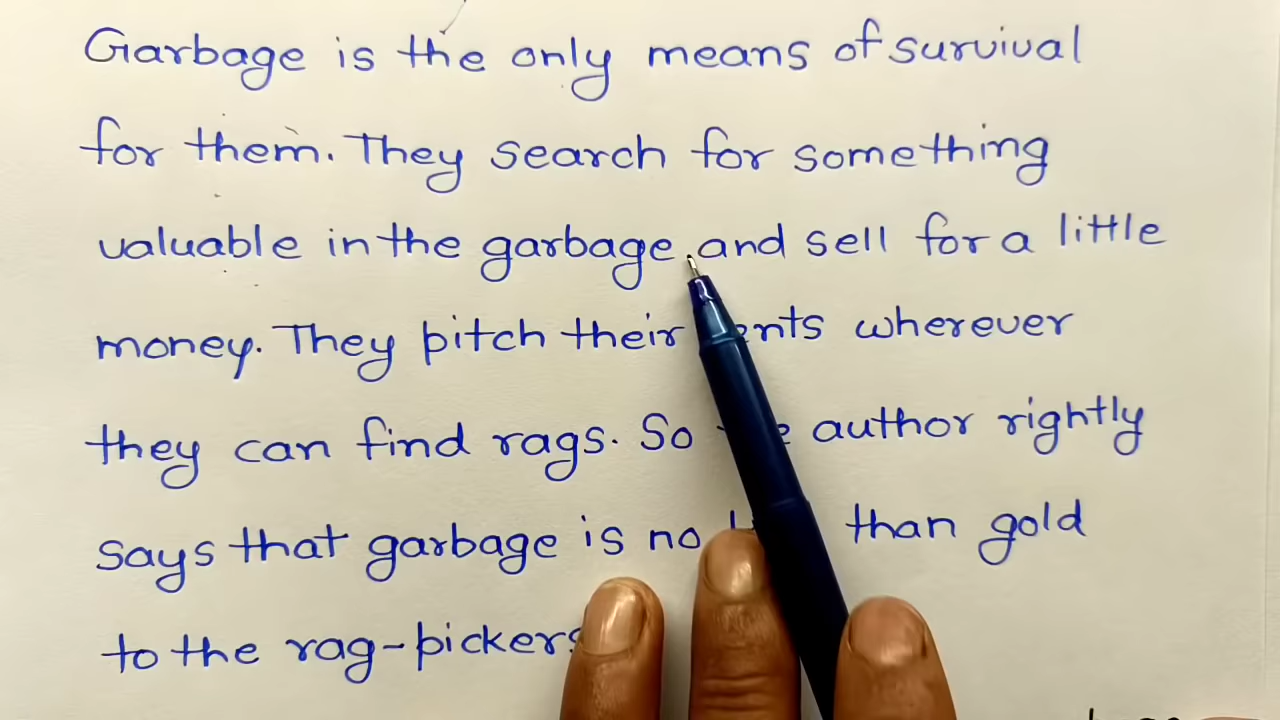 Garbage is the only means of survival
for them. They search for something
valuable in the garbage and sell for a little
money. They pitch their wherever
they can find rags. So author rightly
says that garbage is no than gold
to the rag-pickers